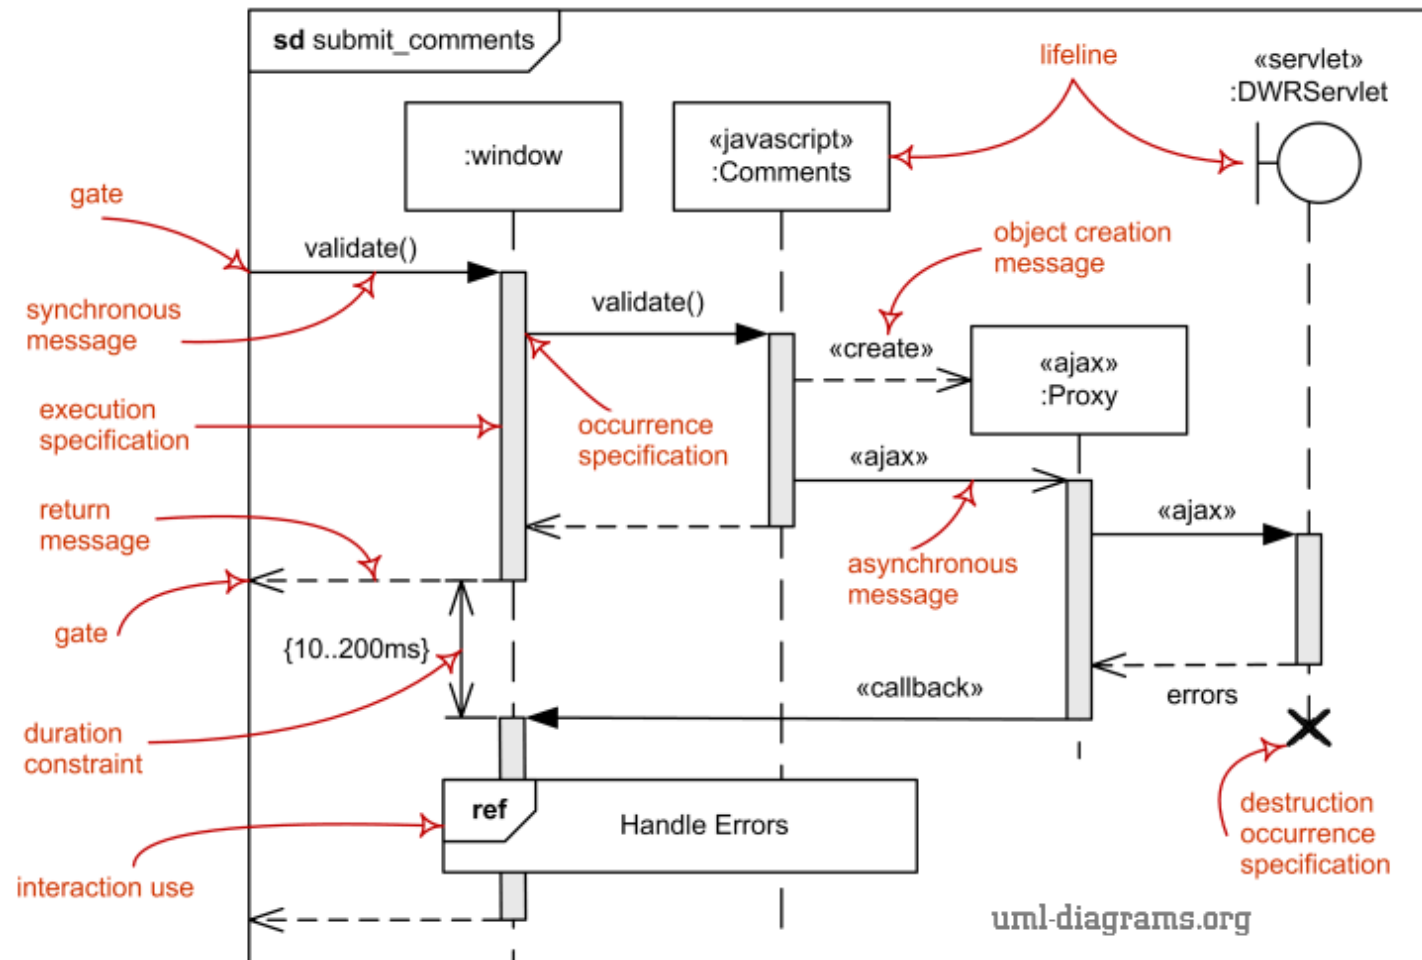 sd submit_comments
lifeline
«servlet»
:DWRServlet
:window
«javascript»
:Comments
gate
validate()
object creation
message
synchronous
message
validate()
«create»
«ajax»
:Proxy
execution
specification
occurrence
specification
«ajax»
return
message
«ajax»
asynchronous
message
gate
{10..200ms}
«callback»
errors
duration
constraint
ref
Handle Errors
destruction
occurrence
specification
interaction use
uml-diagrams.org